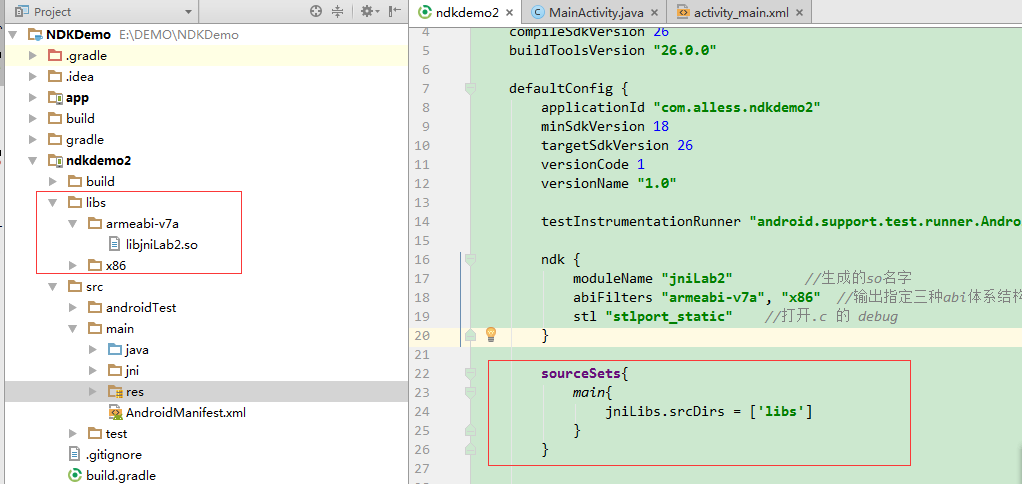 Project
NDKDemo E:\DEMO\NDKDemo
.gradle
.idea
app
build
gradle
ndkdemo2
build
libs
armeabi-v7a
libjniLab2.so
x86
src
androidTest
main
java
jni
res
AndroidManifest.xml
test
.gitignore
build.gradle
ndkdemo2
MainActivity.java
activity_main.xml
4 compileSdkVersion 26
5 buildToolsVersion "26.0.0"
6
7 defaultConfig {
8 applicationId "com.alless.ndkdemo2"
9 minSdkVersion 18
10 targetSdkVersion 26
11 versionCode 1
12 versionName "1.0"
13
14 testInstrumentationRunner "android.support.test.runner.Andro
15
16 ndk {
17 moduleName "jniLab2" //生成的so名字
18 abiFilters "armeabi-v7a", "x86" //输出指定三种abi体系结构
19 stl "stlport_static" //打开.c 的 debug
20 }
21
22 sourceSets{
23 main{
24 jniLibs.srcDirs = ['libs']
25 }
26 }
27